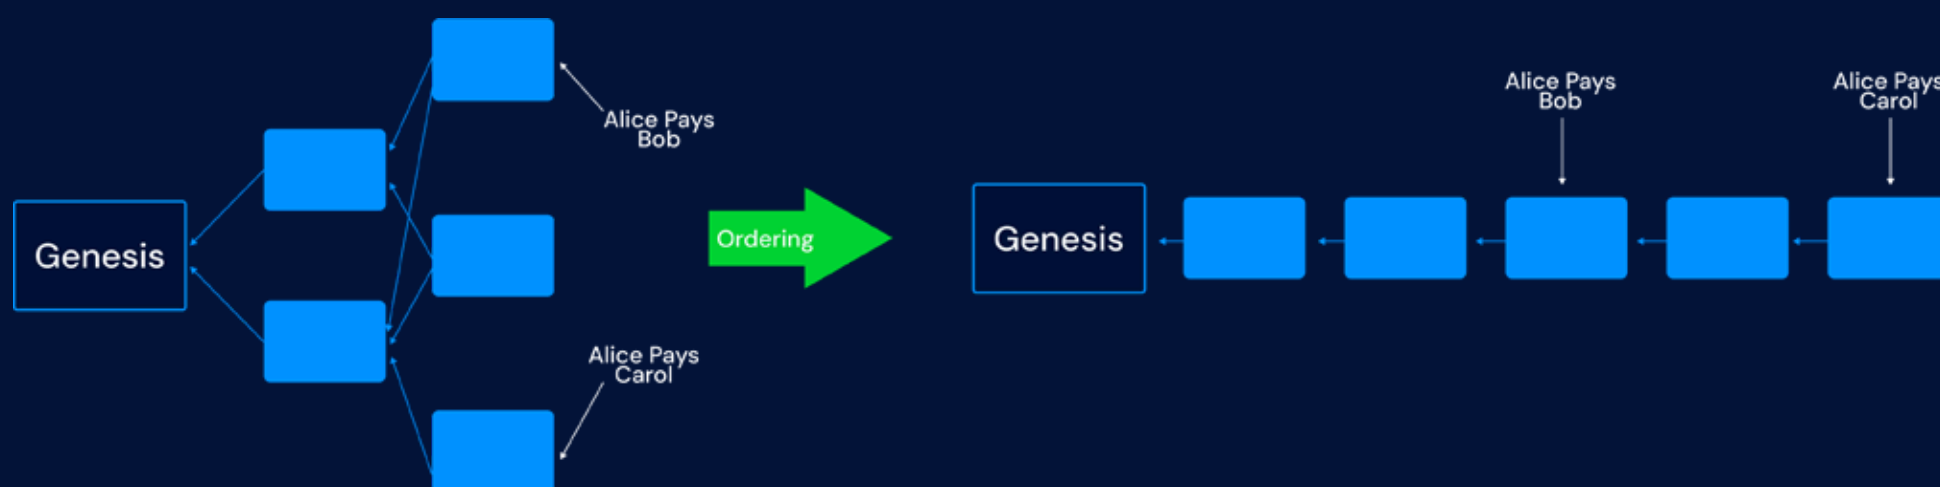 Alice Pays
Bob
Genesis
Alice Pays
Carol
Ordering
Genesis
Alice Pays
Bob
Alice Pays
Carol